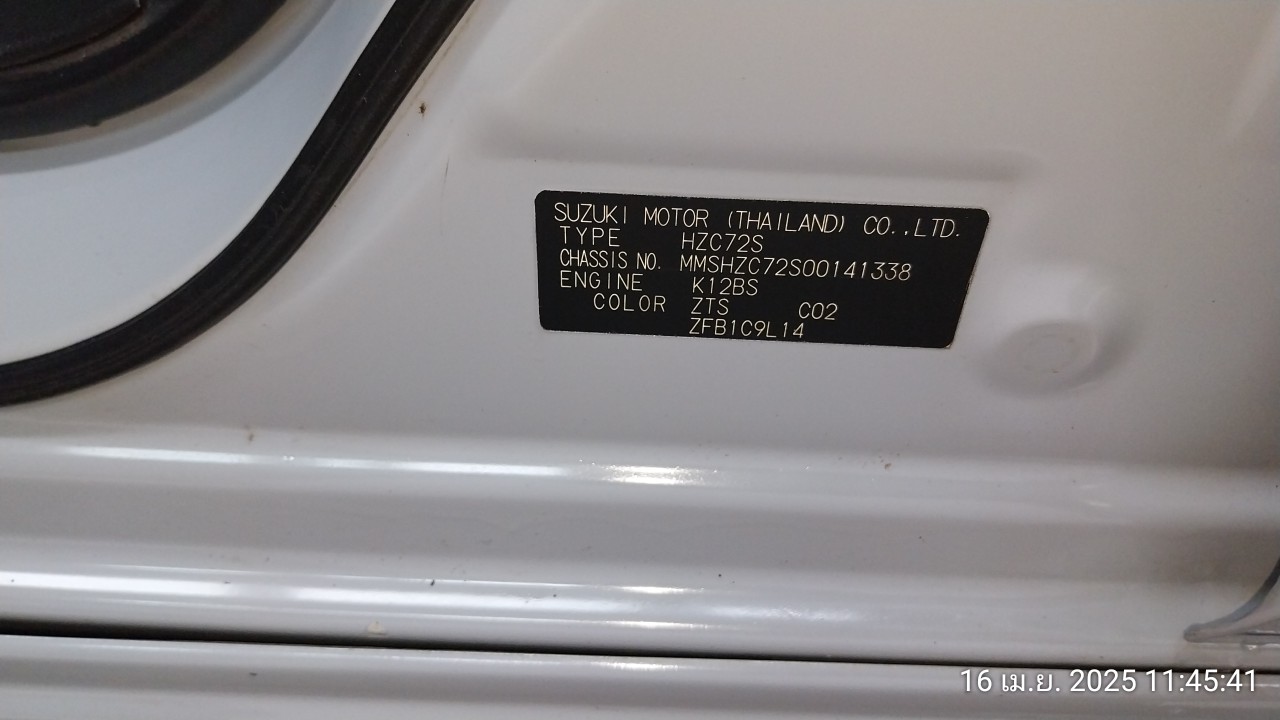 SUZUKI MOTOR (THAILAND) CO.,LTD.
TYPE HZC72S
CHASSIS NO. MMSHZC72S00141338
ENGINE K12BS
COLOR ZTS C02
ZFB1C9L14
16 เม.ย. 2025 11:45:41